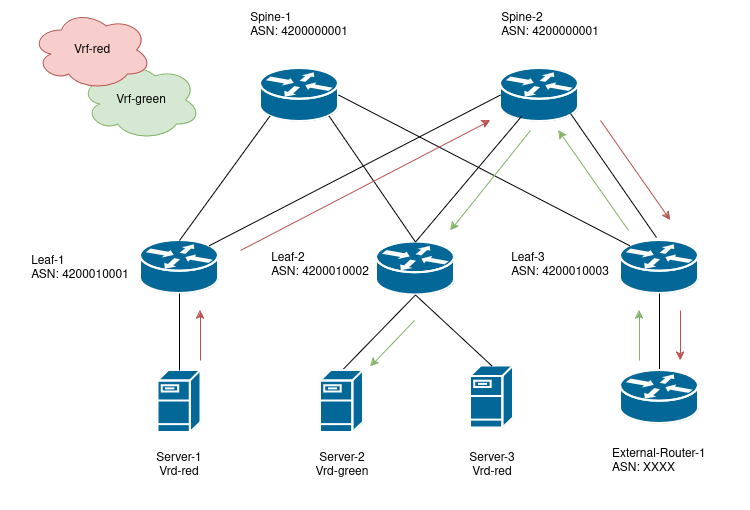 Spine-1
ASN: 4200000001
Spine-2
ASN: 4200000001
Vrf-red
Vrf-green
Leaf-1
ASN: 4200010001
Leaf-2
ASN: 4200010002
Leaf-3
ASN: 4200010003
Server-1
Vrd-red
Server-2
Vrd-green
Server-3
Vrd-red
External-Router-1
ASN: XXXX